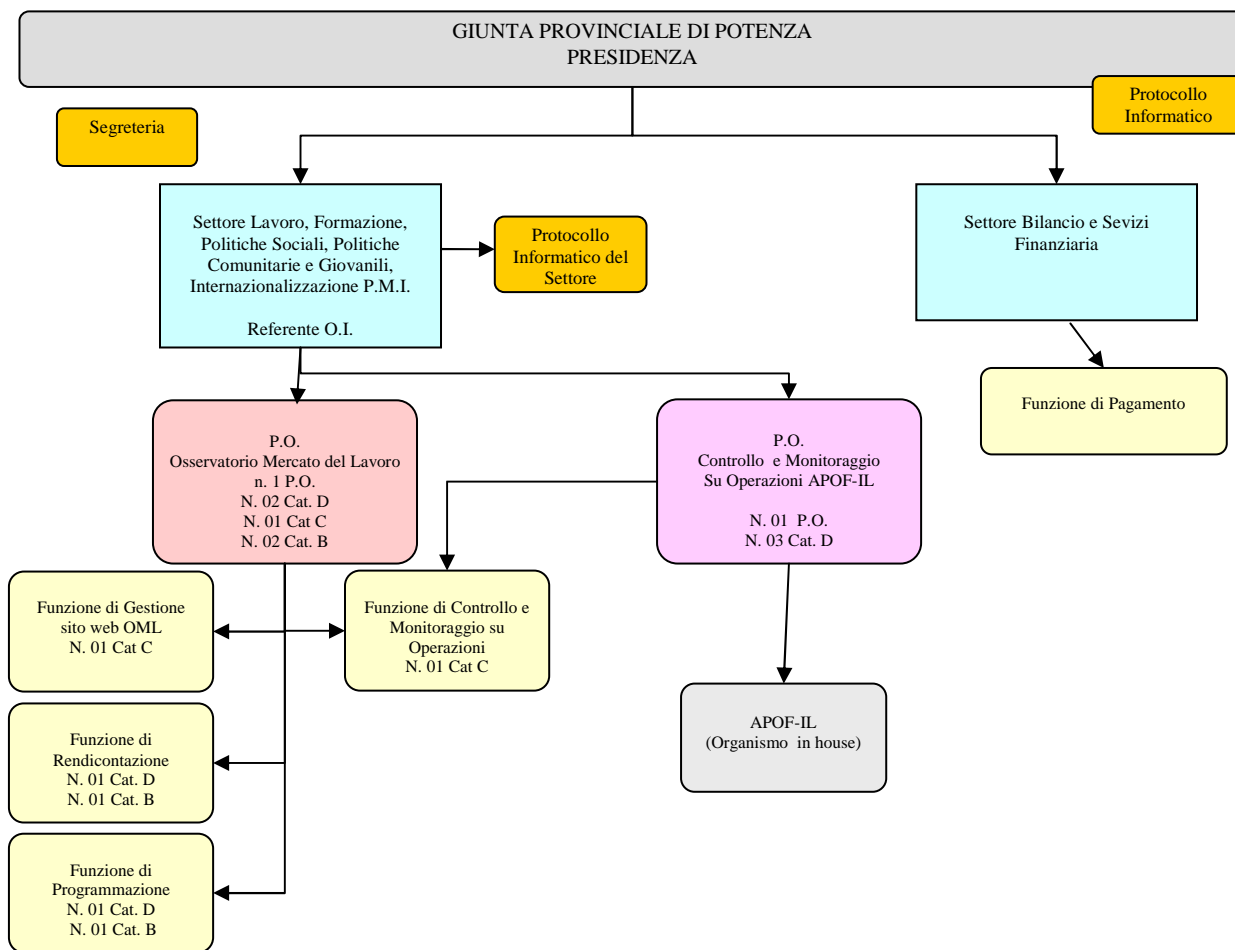 GIUNTA PROVINCIALE DI POTENZA
PRESIDENZA
Segreteria
Protocollo
Informatico
Settore Lavoro, Formazione,
Politiche Sociali, Politiche
Comunitarie e Giovanili,
Internazionalizzazione P.M.I.
Referente O.I.
Protocollo
Informatico del
Settore
Settore Bilancio e Sevizi
Finanziaria
Funzione di Pagamento
P.O.
Osservatorio Mercato del Lavoro
n. 1 P.O.
N. 02 Cat. D
N. 01 Cat C
N. 02 Cat. B
P.O.
Controllo e Monitoraggio
Su Operazioni APOF-IL
N. 01 P.O.
N. 03 Cat. D
Funzione di Gestione
sito web OML
N. 01 Cat C
Funzione di Controllo e
Monitoraggio su
Operazioni
N. 01 Cat C
Funzione di
Rendicontazione
N. 01 Cat. D
N. 01 Cat. B
APOF-IL
(Organismo in house)
Funzione di
Programmazione
N. 01 Cat. D
N. 01 Cat. B